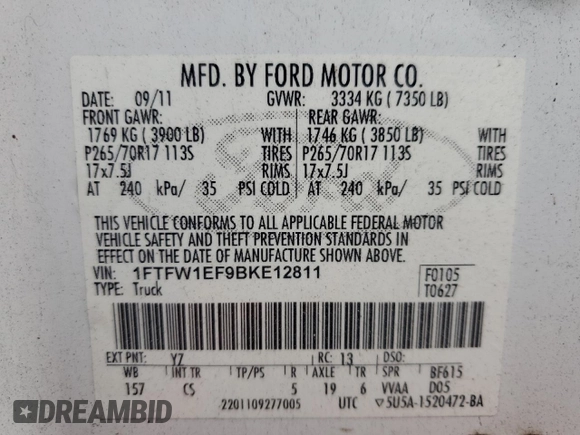 MFD. BY FORD MOTOR CO.
DATE: 09/11 GVWR: 3334 KG ( 7350 LB)
FRONT GAWR: REAR GAWR:
1769 KG ( 3900 LB) WITH 1746 KG ( 3850 LB) WITH
P265/70R17 113S TIRES P265/70R17 113S TIRES
17x7.5J RIMS 17x7.5J RIMS
AT 240 kPa/ 35 PSI COLD AT 240 kPa/ 35 PSI COLD
THIS VEHICLE CONFORMS TO ALL APPLICABLE FEDERAL MOTOR
VEHICLE SAFETY AND THEFT PREVENTION STANDARDS IN
EFFECT ON THE DATE OF MANUFACTURE SHOWN ABOVE.
VIN: 1FTFW1EF9BKE12811 F0105
TYPE: Truck T0627
EXT PNT: YZ RC: 13 DSO:
WB INT TR TP/PS R AXLE TR SPR BF615
157 CS 5 19 6 VVAA D05
2201109277005 UTC ▽5U5A-1520472-BA
DREAMBID .com